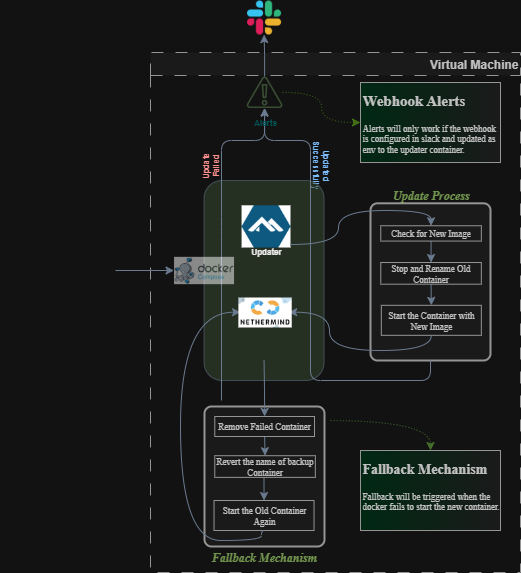 Virtual Machine
Alerts
Webhook Alerts
Alerts will only work if the webhook
is configured in slack and updated as
env to the updater container.
Update
Failed
Updated
Successfully
Update Process
Updater
Check for New Image
Stop and Rename Old
Container
Start the Container with
New Image
docker
Compose
NETHERMIND
Remove Failed Container
Revert the name of backup
Container
Start the Old Container
Again
Fallback Mechanism
Fallback Mechanism
Fallback will be triggered when the
docker fails to start the new container.